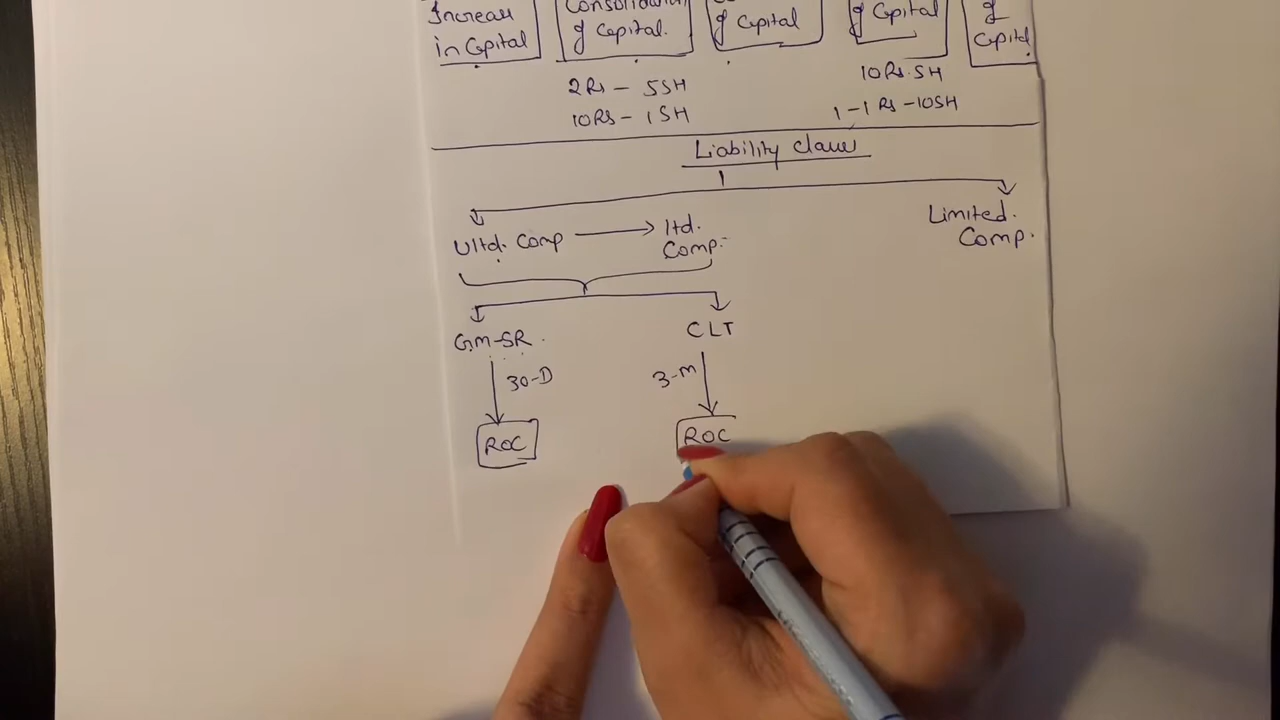 Increase
in Capital
Consolidation
of Capital.
of Capital
of Capital
of
Capital.
2Rs - 5SH
10Rs - 1SH
10Rs. SH
1-1 Rs - 10SH
Liability Clause
Ultd. Comp
ltd.
Comp.
Limited.
Comp.
G.M-SR.
CLT
30-D
3-m
ROC
ROC